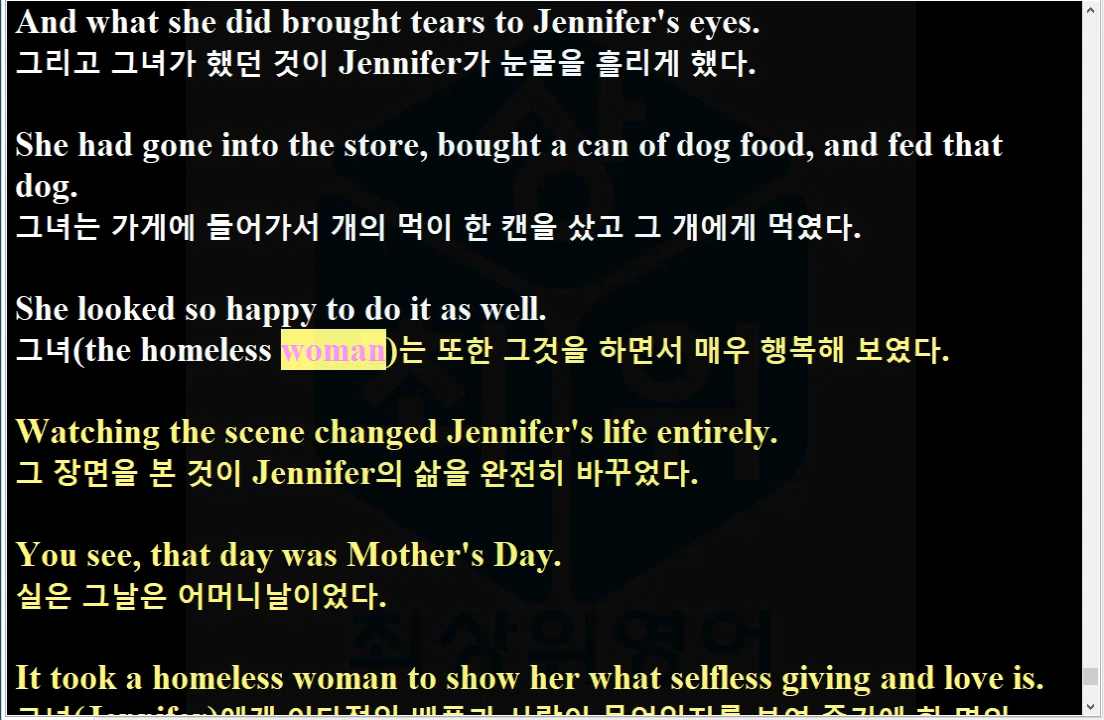 And what she did brought tears to Jennifer's eyes.
그리고 그녀가 했던 것이 Jennifer가 눈물을 흘리게 했다.
She had gone into the store, bought a can of dog food, and fed that
dog.
그녀는 가게에 들어가서 개의 먹이 한 캔을 샀고 그 개에게 먹였다.
She looked so happy to do it as well.
그녀(the homeless woman)는 또한 그것을 하면서 매우 행복해 보였다.
Watching the scene changed Jennifer's life entirely.
그 장면을 본 것이 Jennifer의 삶을 완전히 바꾸었다.
You see, that day was Mother's Day.
실은 그날은 어머니날이었다.
최상위영어
It took a homeless woman to show her what selfless giving and love is.